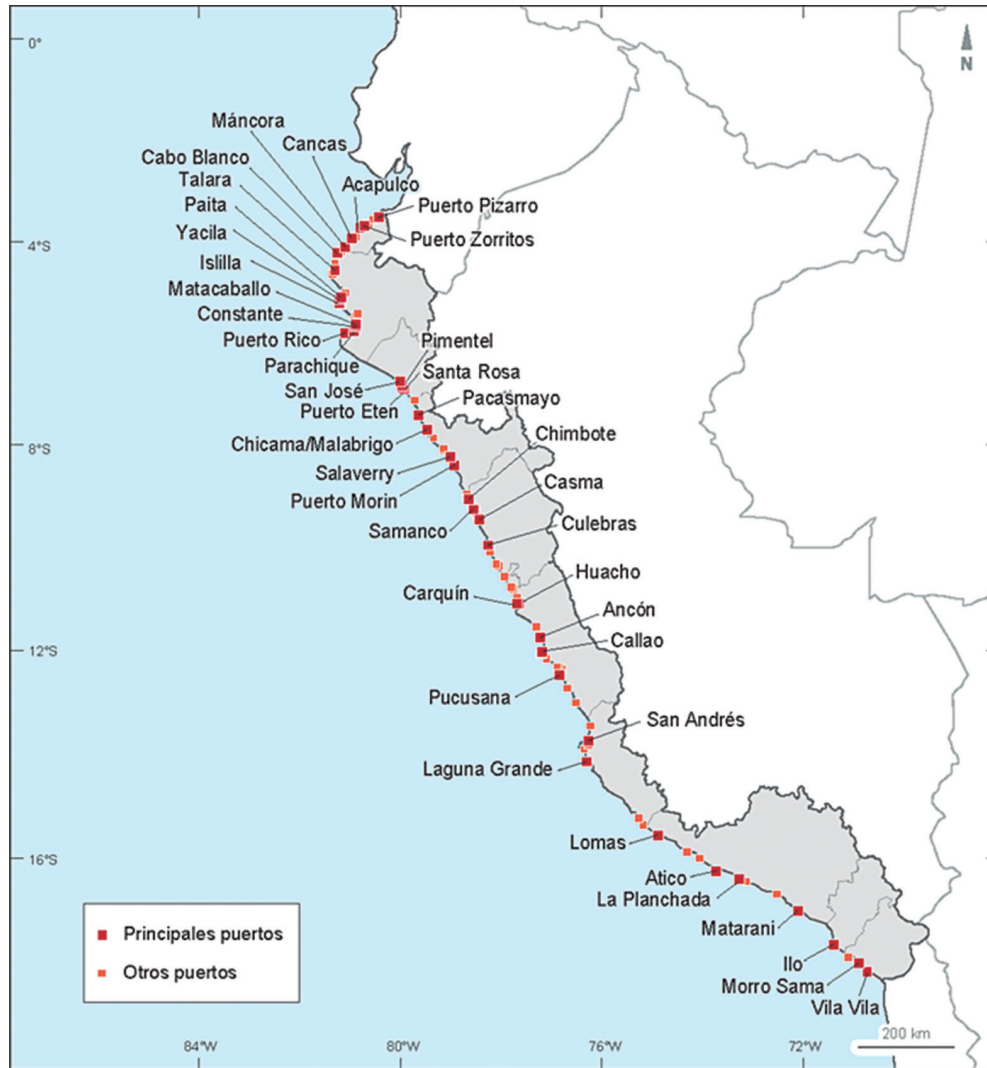 N
0°
Máncora
Cancas
Cabo Blanco
Acapulco
Talara
Puerto Pizarro
Paita
Yacila
Puerto Zorritos
4°S
Islilla
Matacaballo
Constante
Puerto Rico
Pimentel
Parachique
Santa Rosa
San José
Puerto Eten
Pacasmayo
Chimbote
Chicama/Malabrigo
8°S
Salaverry
Casma
Puerto Morin
Culebras
Samanco
Huacho
Carquín
Ancón
Callao
12°S
Pucusana
San Andrés
Laguna Grande
Lomas
16°S
Atico
La Planchada
Matarani
Principales puertos
Ilo
Otros puertos
Morro Sama
Vila Vila
200 km
84°W
80°W
76°W
72°W